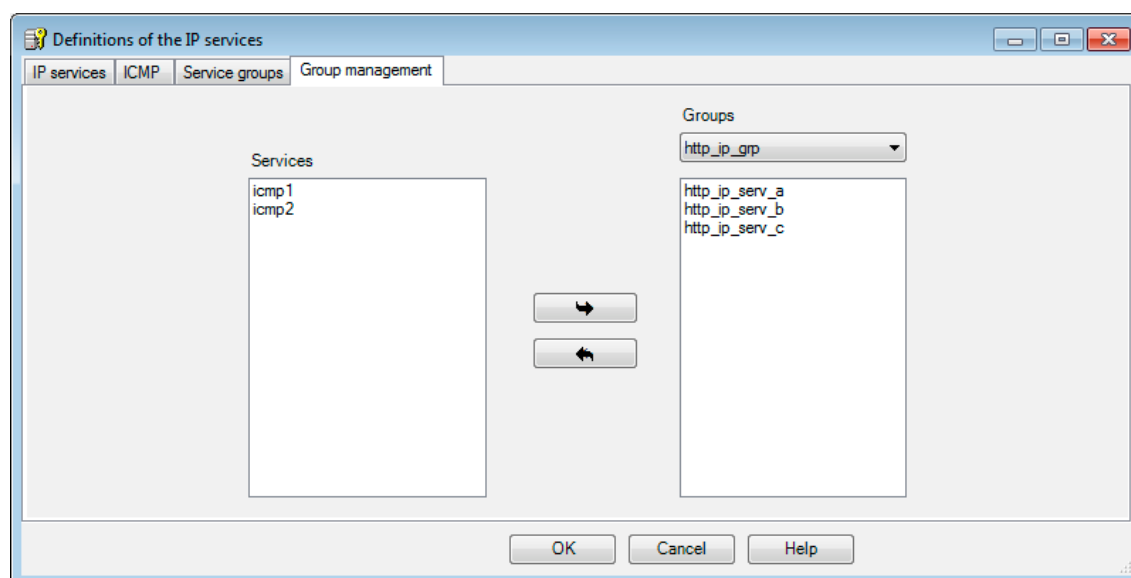 Definitions of the IP services
IP services ICMP Service groups Group management
Groups
http_ip_grp
Services
icmp1
icmp2
http_ip_serv_a
http_ip_serv_b
http_ip_serv_c
OK Cancel Help